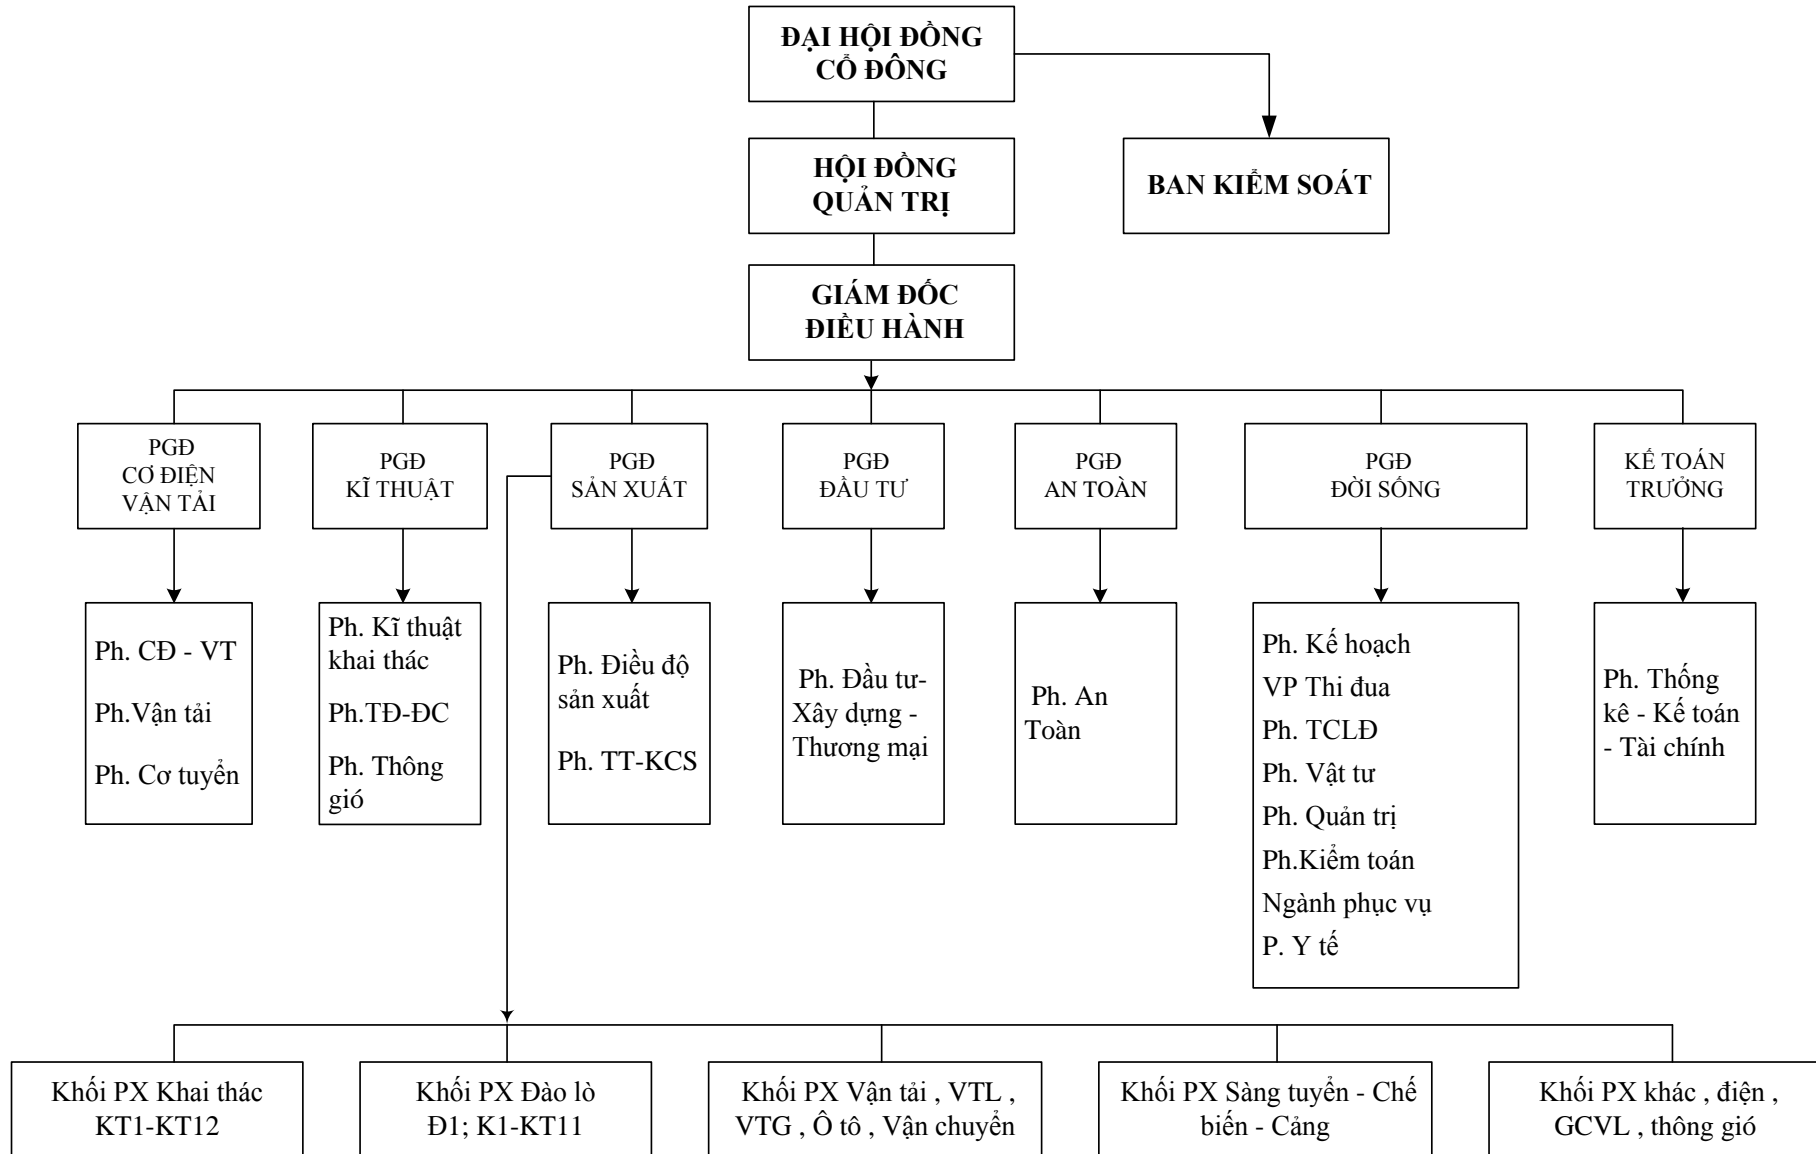 ĐẠI HỘI ĐỒNG
CỔ ĐÔNG
HỘI ĐỒNG
QUẢN TRỊ
BAN KIỂM SOÁT
GIÁM ĐỐC
ĐIỀU HÀNH
PGĐ
CƠ ĐIỆN
VẬN TẢI
PGĐ
KĨ THUẬT
PGĐ
SẢN XUẤT
PGĐ
ĐẦU TƯ
PGĐ
AN TOÀN
PGĐ
ĐỜI SỐNG
KẾ TOÁN
TRƯỞNG
Ph. CĐ - VT
Ph.Vận tải
Ph. Cơ tuyển
Ph. Kĩ thuật
khai thác
Ph.TĐ-ĐC
Ph. Thông
gió
Ph. Điều độ
sản xuất
Ph. TT-KCS
Ph. Đầu tư-
Xây dựng -
Thương mại
Ph. An
Toàn
Ph. Kế hoạch
VP Thi đua
Ph. TCLĐ
Ph. Vật tư
Ph. Quản trị
Ph.Kiểm toán
Ngành phục vụ
P. Y tế
Ph. Thống
kê - Kế toán
- Tài chính
Khối PX Khai thác
KT1-KT12
Khối PX Đào lò
Đ1; K1-KT11
Khối PX Vận tải , VTL ,
VTG , Ô tô , Vận chuyển
Khối PX Sàng tuyển - Chế
biến - Cảng
Khối PX khác , điện ,
GCVL , thông gió